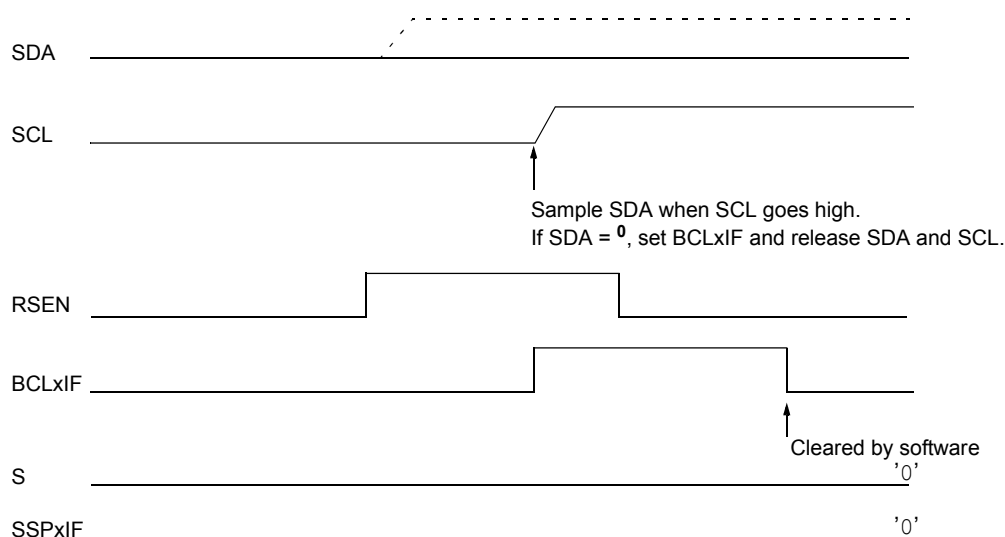 SDA
SCL
Sample SDA when SCL goes high.
If SDA = 0, set BCLxIF and release SDA and SCL.
RSEN
BCLxIF
Cleared by software
S
'0'
SSPxIF
'0'